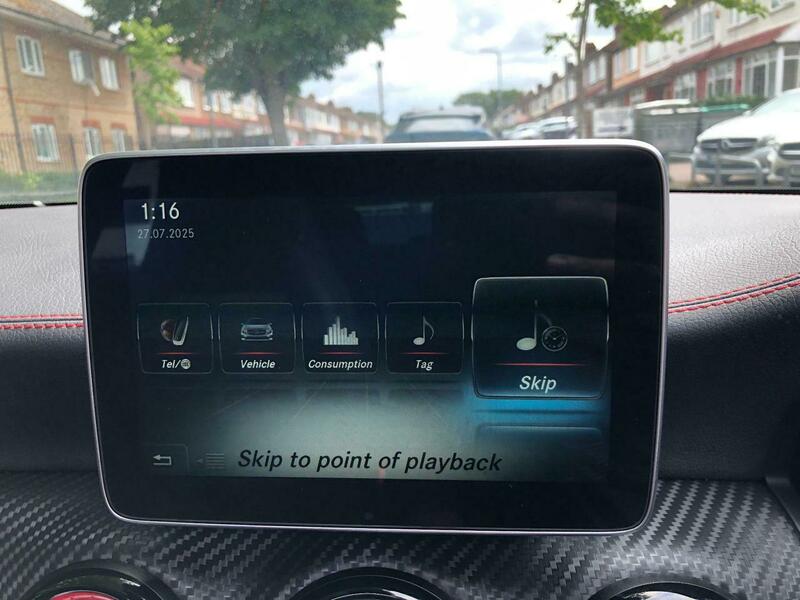 1:16
27.07.2025
Tel/
Vehicle
Consumption
Tag
Skip
Skip to point of playback